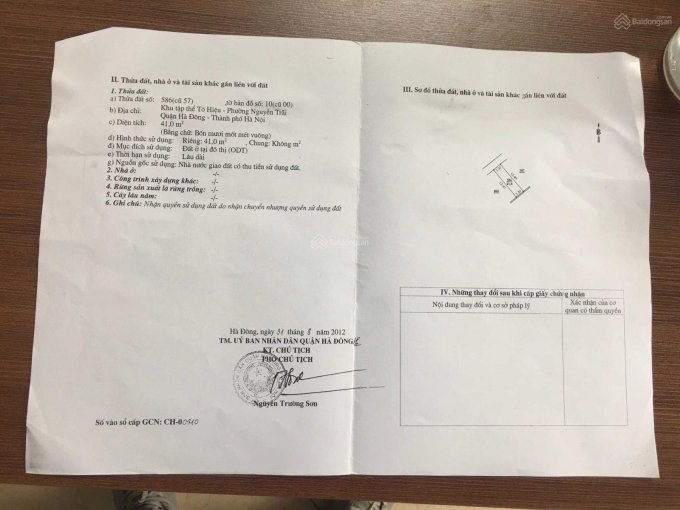 II. Thửa đất, nhà ở và tài sản khác gắn liền với đất
1. Thửa đất:
a) Thửa đất số: 586(cũ 57) ,tờ bản đồ số: 10(cũ 00)
b) Địa chỉ: Khu tập thể Tô Hiệu - Phường Nguyễn Trãi
Quận Hà Đông - Thành phố Hà Nội
c) Diện tích: 41,0 m²
(Bằng chữ: Bốn mươi mốt mét vuông)
d) Hình thức sử dụng: Riêng: 41,0 m², Chung: Không m²
đ) Mục đích sử dụng: Đất ở tại đô thị (ODT)
e) Thời hạn sử dụng: Lâu dài
g) Nguồn gốc sử dụng: Nhà nước giao đất có thu tiền sử dụng đất.
2. Nhà ở: -/-
3. Công trình xây dựng khác: -/-
4. Rừng sản xuất là rừng trồng: -/-
5. Cây lâu năm: -/-
6. Ghi chú: Nhận quyền sử dụng đất do nhận chuyển nhượng quyền sử dụng đất
Hà Đông, ngày 31 tháng 8 năm 2012
TM. UỶ BAN NHÂN DÂN QUẬN HÀ ĐÔNG
KT. CHỦ TỊCH
PHÓ CHỦ TỊCH
Nguyễn Trường Sơn
Số vào sổ cấp GCN: CH-00510
III. Sơ đồ thửa đất, nhà ở và tài sản khác gắn liền với đất
B
IV. Những thay đổi sau khi cấp giấy chứng nhận
Nội dung thay đổi và cơ sở pháp lý
Xác nhận của cơ
quan có thẩm quyền
Batdongsan
Batdongsan
Batdongsan